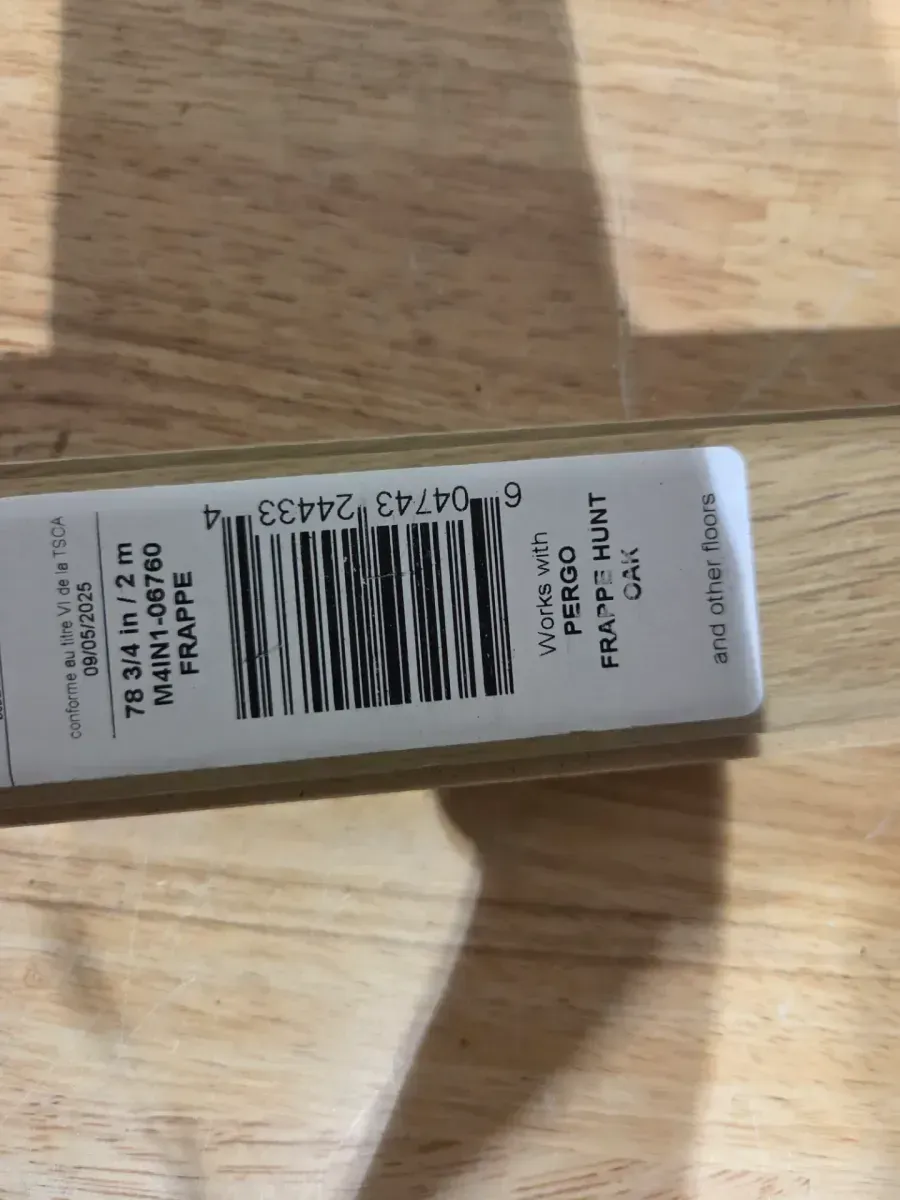 conforme au titre VI de la TSCA
09/05/2025
78 3/4 in / 2 m
M4IN1-06760
FRAPPE
6 04743 24433 4
Works with
PERGO
FRAPPE HUNT
OAK
and other floors